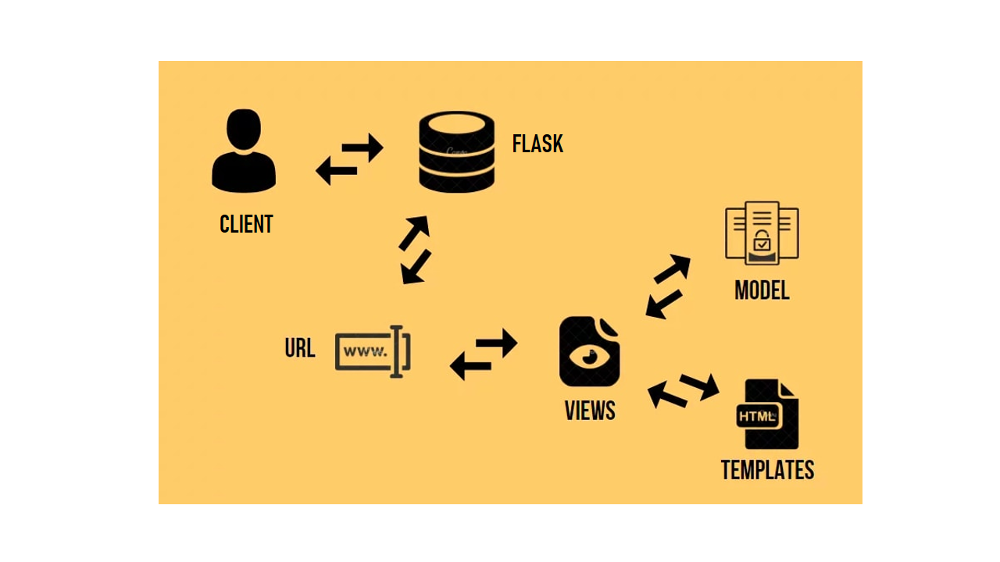 FLASK
CLIENT
MODEL
URL
www.
VIEWS
HTML
TEMPLATES